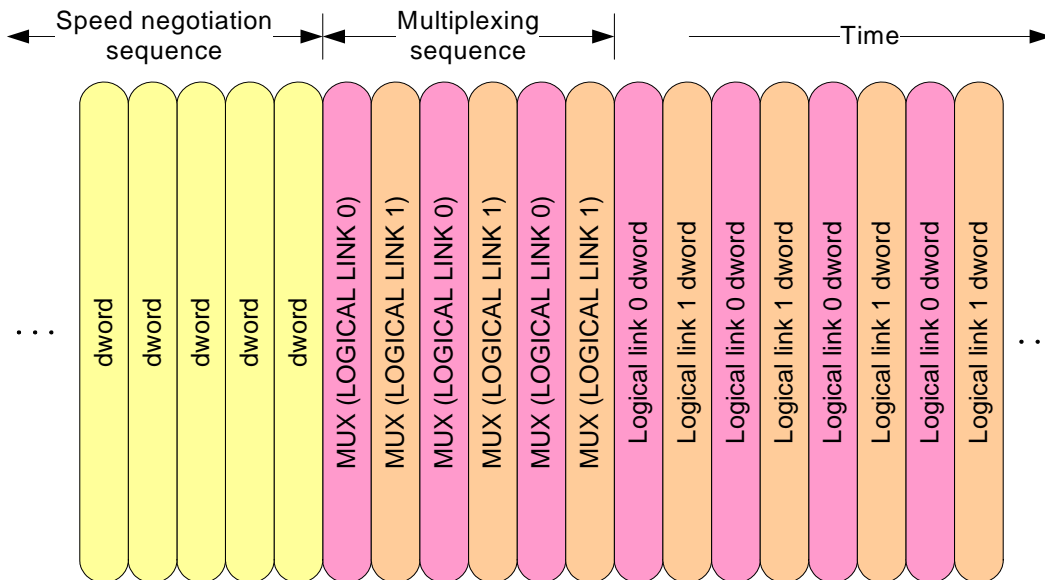 Speed negotiation
sequence
Multiplexing
sequence
Time
. . .
dword
dword
dword
dword
dword
MUX (LOGICAL LINK 0)
MUX (LOGICAL LINK 1)
MUX (LOGICAL LINK 0)
MUX (LOGICAL LINK 1)
MUX (LOGICAL LINK 0)
MUX (LOGICAL LINK 1)
Logical link 0 dword
Logical link 1 dword
Logical link 0 dword
Logical link 1 dword
Logical link 0 dword
Logical link 1 dword
Logical link 0 dword
Logical link 1 dword
. .